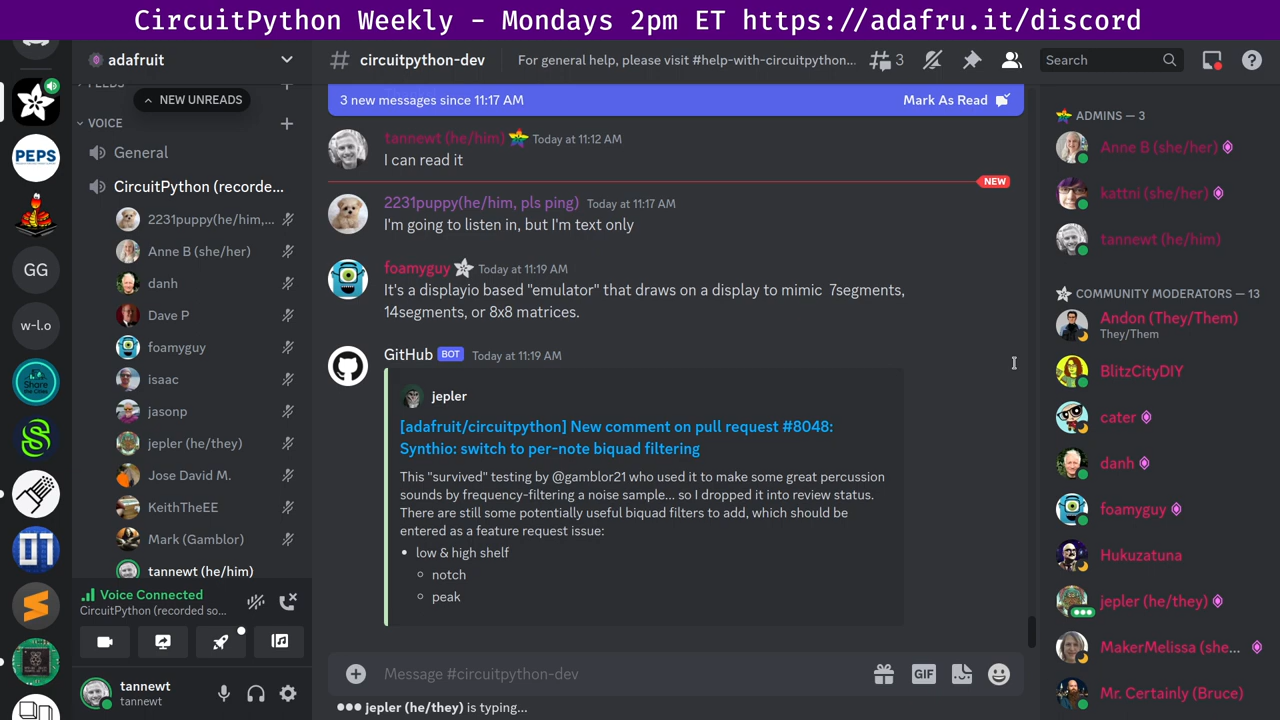 CircuitPython Weekly - Mondays 2pm ET https://adafru.it/discord
adafruit
NEW UNREADS
VOICE
General
CircuitPython (recorde...
2231puppy(he/him,...
Anne B (she/her)
danh
Dave P
foamyguy
isaac
jasonp
jepler (he/they)
Jose David M.
KeithTheEE
Mark (Gamblor)
tannewt (he/him)
Voice Connected
CircuitPython (recorded so...
tannewt
tannewt
PEPS
GG
w-l.o
Share
circuitpython-dev
For general help, please visit #help-with-circuitpython...
3
Search
3 new messages since 11:17 AM
Mark As Read
tannewt (he/him) Today at 11:12 AM
I can read it
NEW
2231puppy(he/him, pls ping) Today at 11:17 AM
I'm going to listen in, but I'm text only
foamyguy Today at 11:19 AM
It's a displayio based "emulator" that draws on a display to mimic 7segments,
14segments, or 8x8 matrices.
GitHub BOT Today at 11:19 AM
jepler
[adafruit/circuitpython] New comment on pull request #8048:
Synthio: switch to per-note biquad filtering
This "survived" testing by @gamblor21 who used it to make some great percussion
sounds by frequency-filtering a noise sample... so I dropped it into review status.
There are still some potentially useful biquad filters to add, which should be
entered as a feature request issue:
• low & high shelf
notch
peak
Message #circuitpython-dev
GIF
jepler (he/they) is typing...
ADMINS — 3
Anne B (she/her)
kattni (she/her)
tannewt (he/him)
COMMUNITY MODERATORS — 13
Andon (They/Them)
They/Them
BlitzCityDIY
cater
danh
foamyguy
Hukuzatuna
jepler (he/they)
MakerMelissa (she...
Mr. Certainly (Bruce)